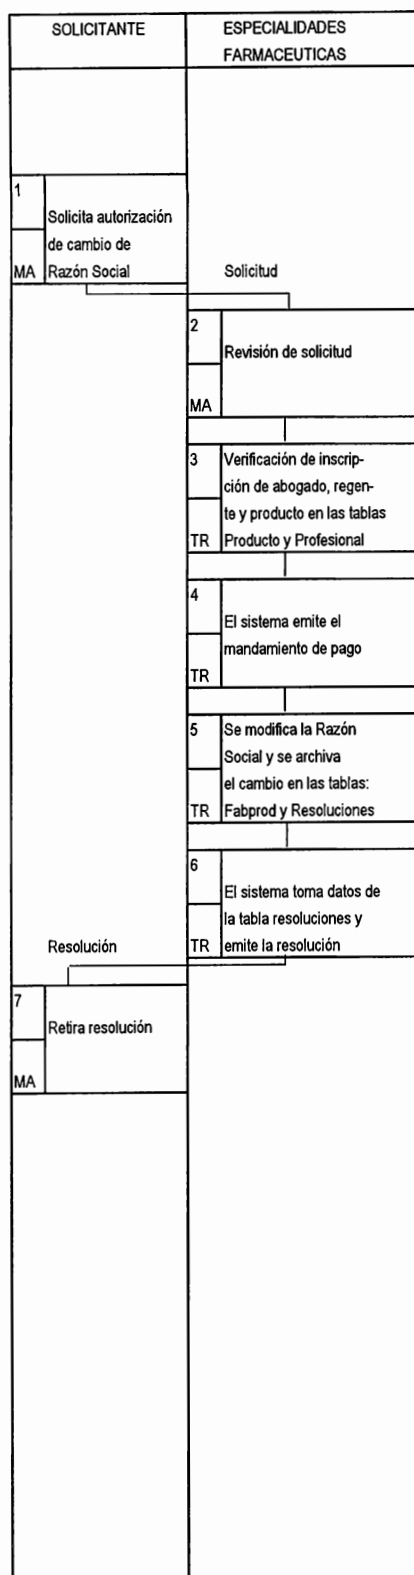 SOLICITANTE
ESPECIALIDADES
FARMACEUTICAS
1
Solicita autorización
de cambio de
MA
Razón Social
Solicitud
2
Revisión de solicitud
MA
3
Verificación de inscrip-
ción de abogado, regen-
te y producto en las tablas
TR
Producto y Profesional
4
El sistema emite el
mandamiento de pago
TR
5
Se modifica la Razón
Social y se archiva
el cambio en las tablas:
TR
Fabprod y Resoluciones
6
El sistema toma datos de
la tabla resoluciones y
TR
emite la resolución
Resolución
7
Retira resolución
MA